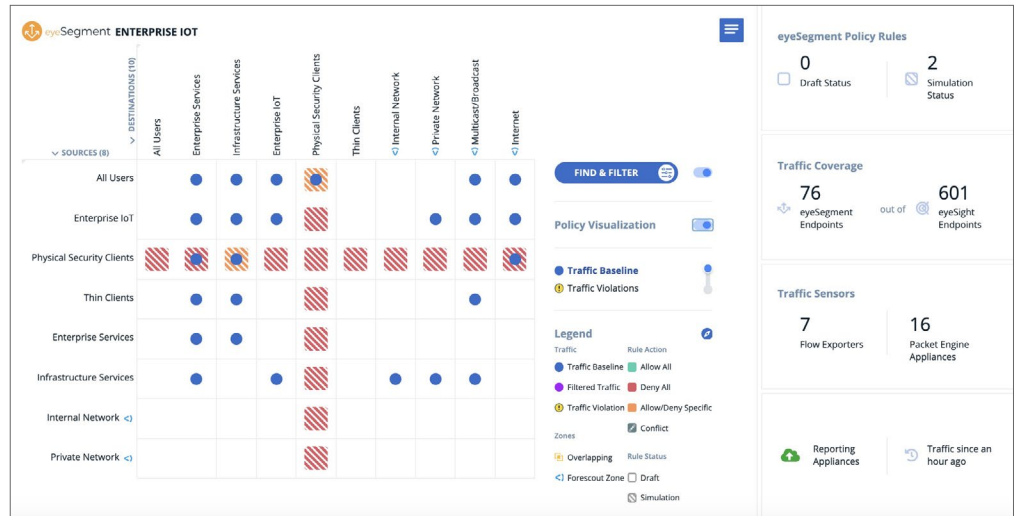 eyeSegment ENTERPRISE IOT
DESTINATIONS (10)
SOURCES (8)
All Users
Enterprise Services
Infrastructure Services
Enterprise IoT
Physical Security Clients
Thin Clients
Internal Network
Private Network
Multicast/Broadcast
Internet
All Users
Enterprise IoT
Physical Security Clients
Thin Clients
Enterprise Services
Infrastructure Services
Internal Network
Private Network
FIND & FILTER
Policy Visualization
Traffic Baseline
Traffic Violations
Legend
Traffic
Rule Action
Traffic Baseline
Allow All
Filtered Traffic
Deny All
Traffic Violation
Allow/Deny Specific
Conflict
Zones
Overlapping
Rule Status
Forescout Zone
Draft
Simulation
eyeSegment Policy Rules
0
Draft Status
2
Simulation
Status
Traffic Coverage
76
eyeSegment
Endpoints
out of
601
eyeSight
Endpoints
Traffic Sensors
7
Flow Exporters
16
Packet Engine
Appliances
Reporting
Appliances
Traffic since an
hour ago